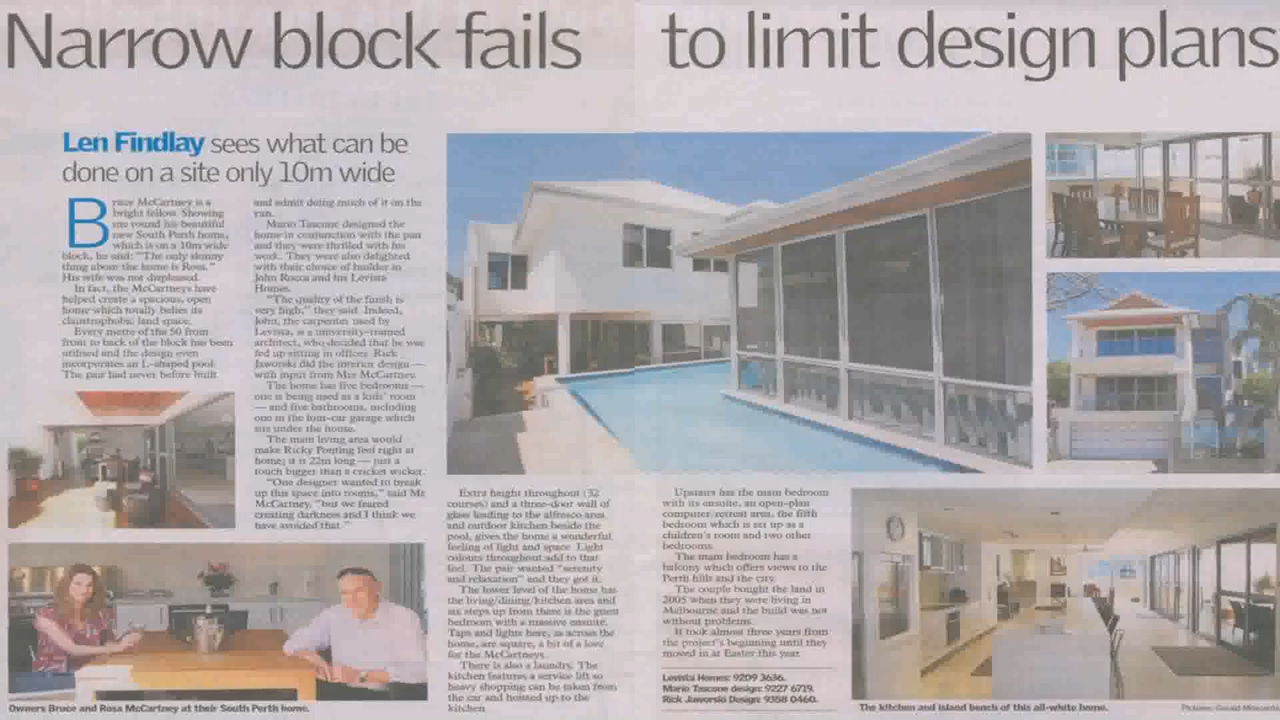 Narrow block fails to limit design plans
Len Findlay sees what can be
done on a site only 10m wide
Bruce McCartney is a
bright fellow. Showing
me round his beautiful
new South Perth home,
which is on a 10m wide
block, he said: "The only skinny
thing about the home is Rosa."
His wife was not displeased.
In fact, the McCartneys have
helped create a spacious, open
home which totally belies its
claustrophobic land space.
Every metre of the 50 from
front to back of the block has been
utilised and the design even
incorporates an L-shaped pool.
The pair had never before built
and admit doing much of it on the
run.
Mario Tascone designed the
home in conjunction with the pair
and they were thrilled with his
work. They were also delighted
with their choice of builder in
John Rocca and his Levista
Homes.
"The quality of the finish is
very high," they said. Indeed,
John, the carpenter used by
Levista, is a university-trained
architect, who decided that he was
fed up sitting in offices. Rick
Jaworski did the interior design —
with input from Mrs McCartney.
The home has five bedrooms —
one is being used as a kids' room
— and five bathrooms, including
one in the four-car garage which
sits under the house.
The main living area would
make Ricky Ponting feel right at
home; it is 22m long — just a
touch bigger than a cricket wicket.
"One designer wanted to break
up this space into rooms," said Mr
McCartney, "but we feared
creating darkness and I think we
have avoided that."
Extra height throughout (32
courses) and a three-door wall of
glass leading to the alfresco area
and outdoor kitchen beside the
pool, gives the home a wonderful
feeling of light and space. Light
colours throughout add to that
feel. The pair wanted "serenity
and relaxation" and they got it.
The lower level of the home has
the living/dining/kitchen area and
six steps up from there is the guest
bedroom with a massive ensuite.
Taps and lights here, as across the
home, are square, a bit of a love
for the McCartneys.
There is also a laundry. The
kitchen features a service lift so
heavy shopping can be taken from
the car and hoisted up to the
kitchen.
Upstairs has the main bedroom
with its ensuite, an open-plan
computer/retreat area, the fifth
bedroom which is set up as a
children's room and two other
bedrooms.
The main bedroom has a
balcony which offers views to the
Perth hills and the city.
The couple bought the land in
2005 when they were living in
Melbourne and the build was not
without problems.
It took almost three years from
the project's beginning until they
moved in at Easter this year.
Levista Homes: 9209 3636.
Mario Tascone design: 9227 6719.
Rick Jaworski Design: 9358 0460.
Owners Bruce and Rosa McCartney at their South Perth home.
The kitchen and island bench of this all-white home.
Pictures: Gerald